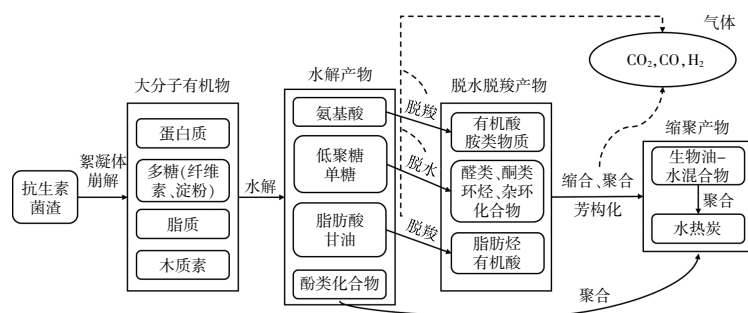 气体
CO₂,CO,H₂
大分子有机物
水解产物
脱水脱羧产物
缩聚产物
抗生素
菌渣
絮凝体
崩解
蛋白质
多糖(纤维
素、淀粉)
脂质
木质素
水解
氨基酸
低聚糖
单糖
脂肪酸
甘油
酚类化合物
脱羧
脱水
脱羧
有机酸
胺类物质
醛类、酮类
环烃、杂环
化合物
脂肪烃
有机酸
缩合、聚合
芳构化
生物油-
水混合物
聚合
水热炭
聚合